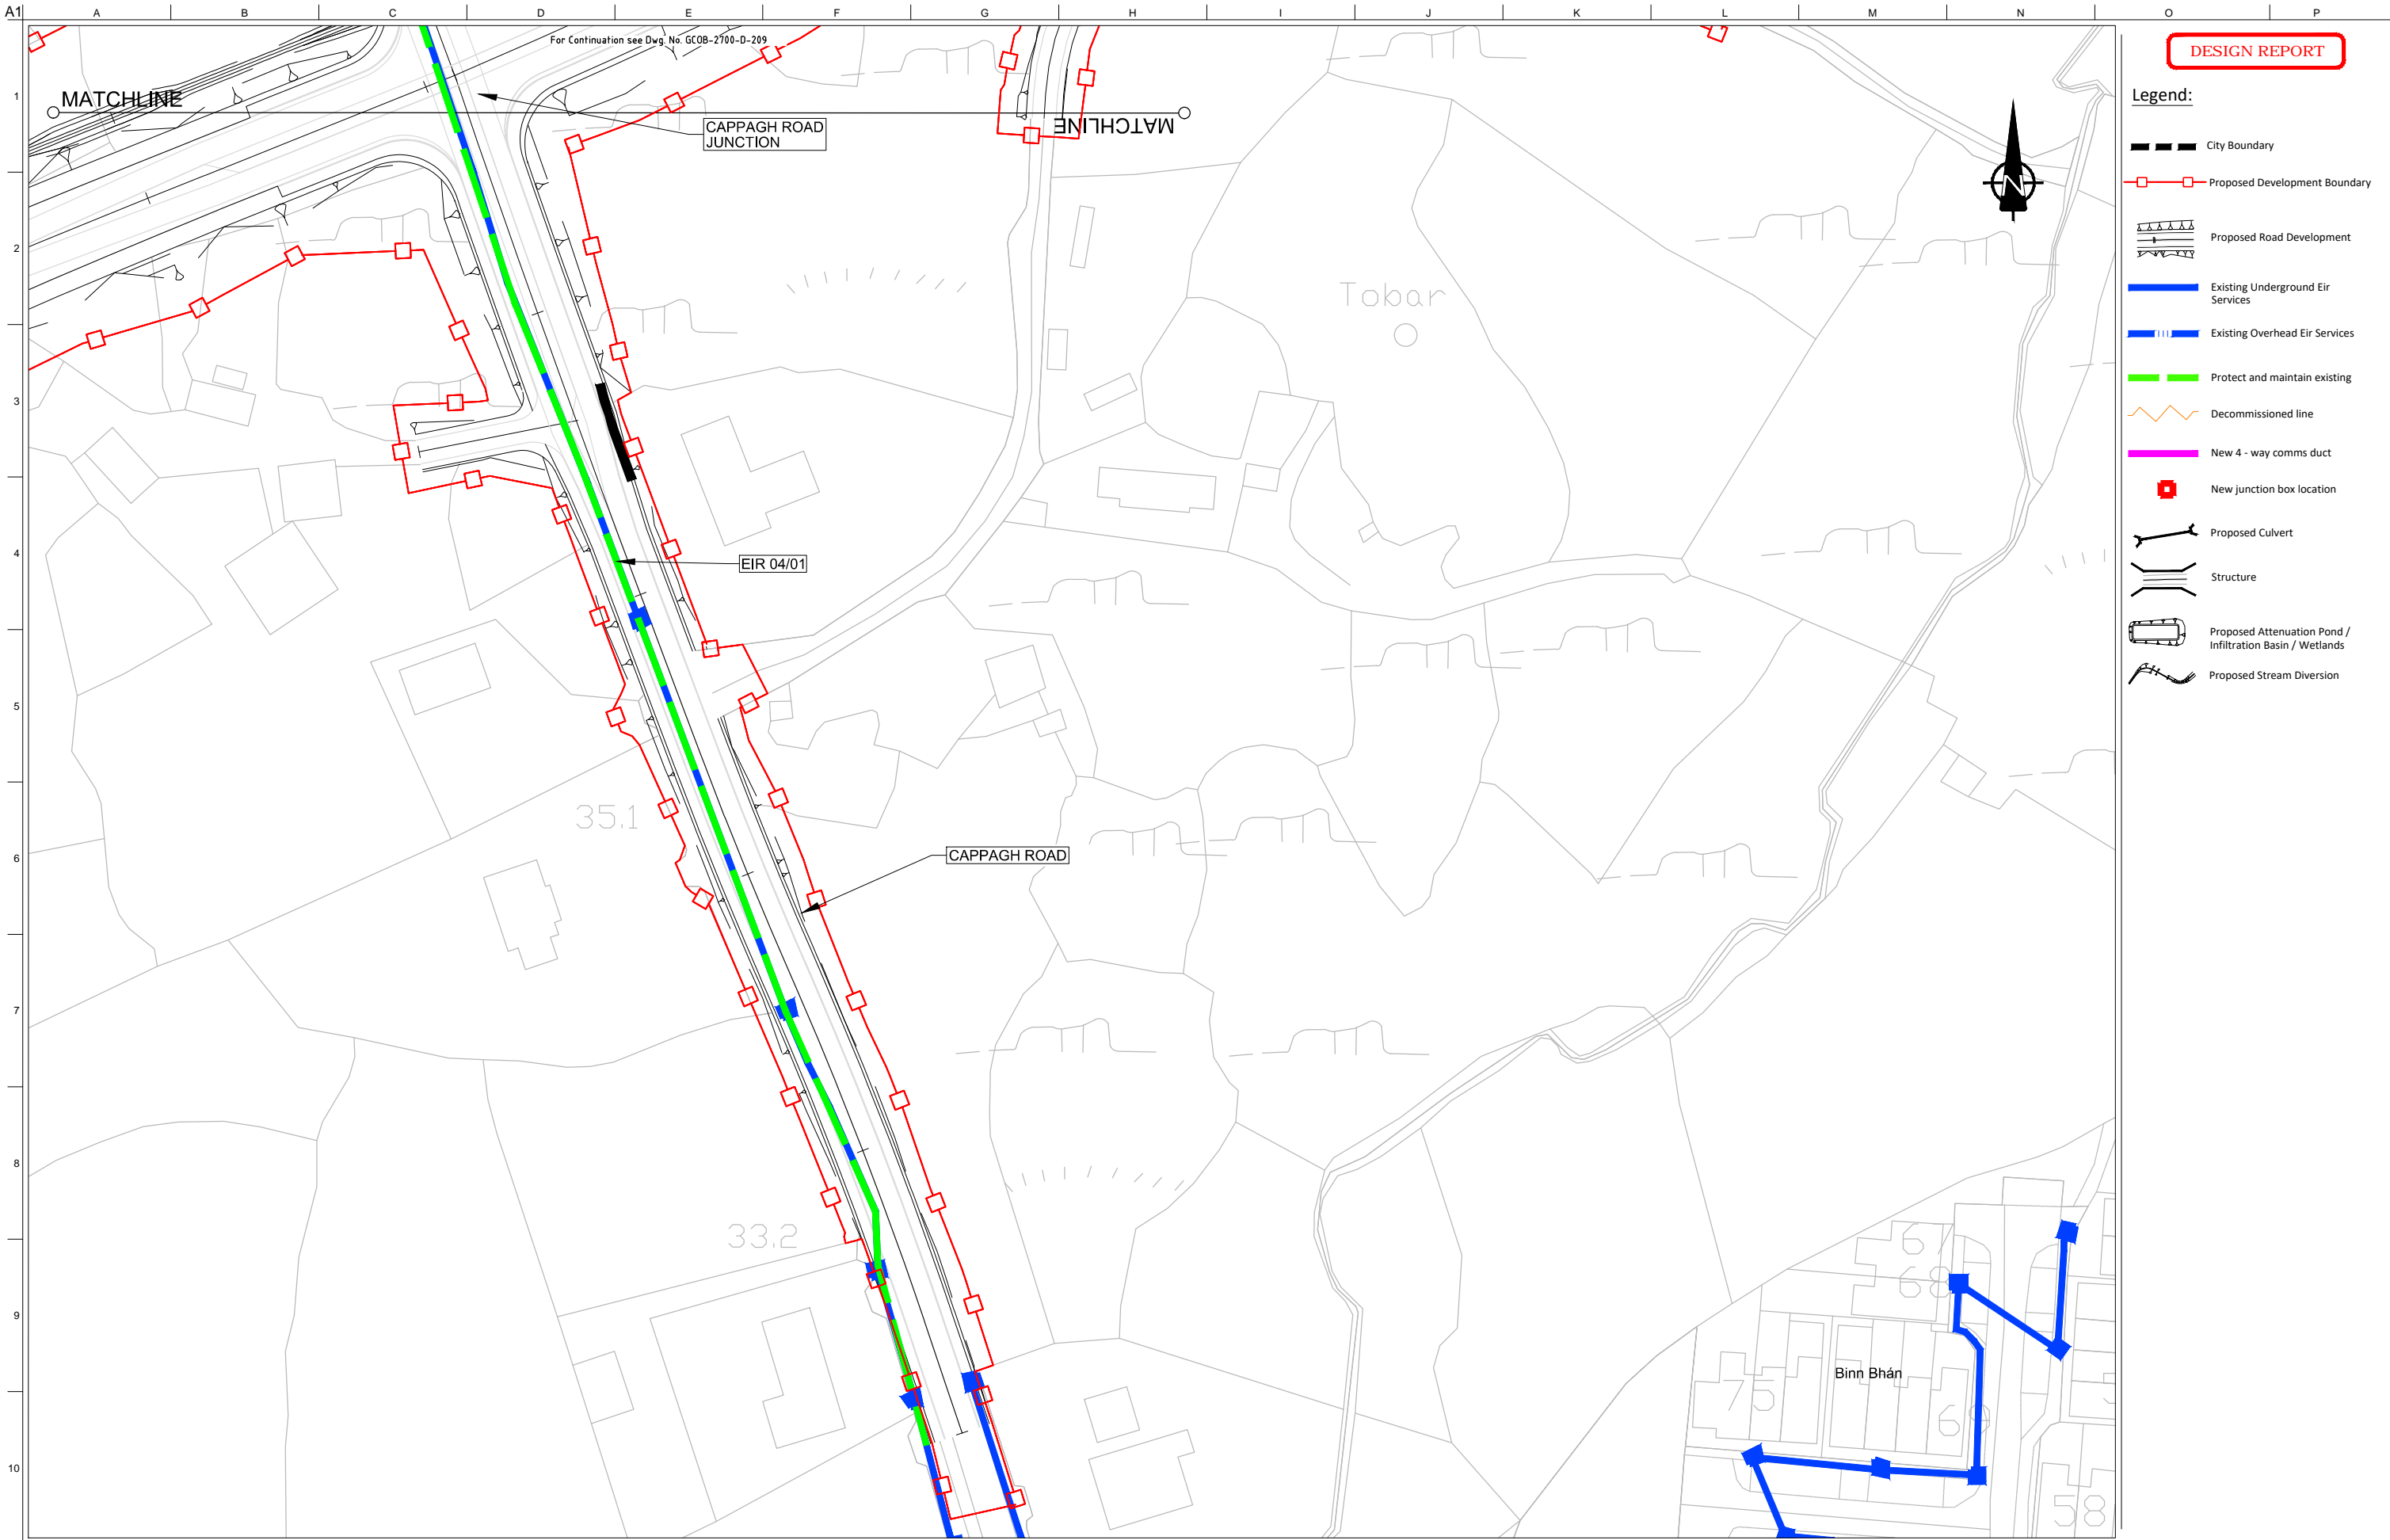 A1
A B C D E F G H I J K L M N O P
1
2
3
4
5
6
7
8
9
10
For Continuation see Dwg. No. GCOB-2700-D-209
MATCHLINE
MATCHLINE
CAPPAGH ROAD
JUNCTION
Tobar
EIR 04/01
35.1
CAPPAGH ROAD
33.2
67
68
75
Binn Bhán
69
58
N
DESIGN REPORT
Legend:
City Boundary
Proposed Development Boundary
Proposed Road Development
Existing Underground Eir
Services
Existing Overhead Eir Services
Protect and maintain existing
Decommissioned line
New 4 - way comms duct
New junction box location
Proposed Culvert
Structure
Proposed Attenuation Pond /
Infiltration Basin / Wetlands
Proposed Stream Diversion